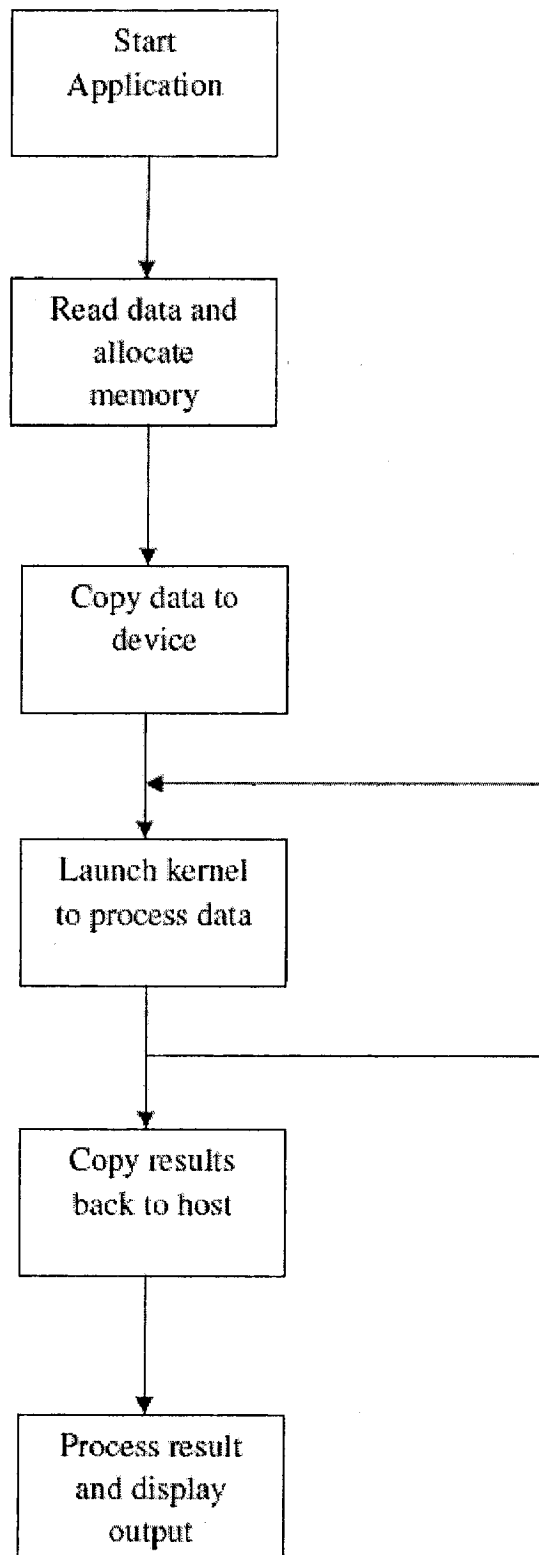 Start
Application
Read data and
allocate
memory
Copy data to
device
Launch kernel
to process data
Copy results
back to host
Process result
and display
output